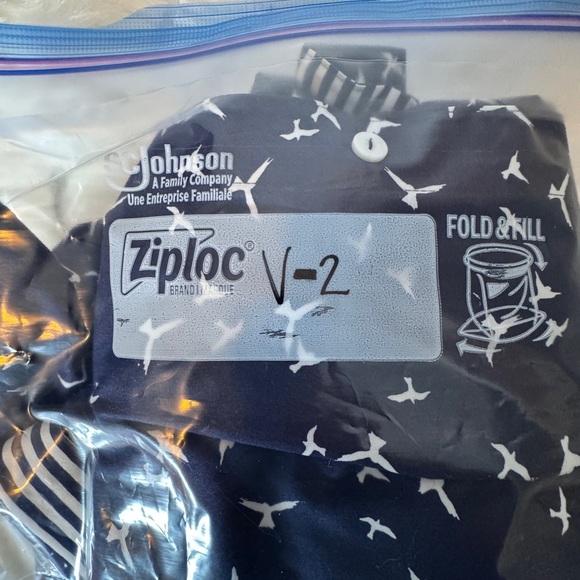 SC Johnson
A Family Company
Une Entreprise Familiale
Ziploc®
BRAND | MARQUE
V-2
FOLD & FILL